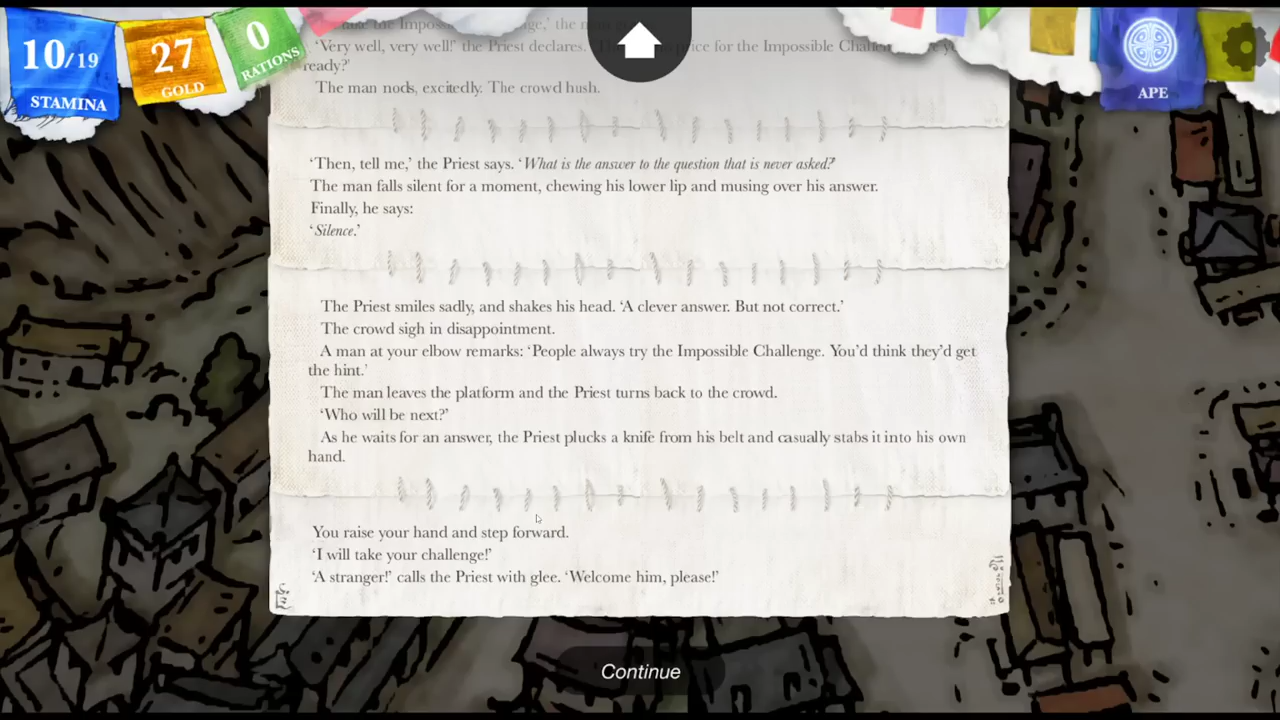 10/19
STAMINA
27
GOLD
0
RATIONS
APE
'Very well, very well!' the Priest declares.
ready?'
The man nods, excitedly. The crowd hush.
'Then, tell me,' the Priest says. 'What is the answer to the question that is never asked?'
The man falls silent for a moment, chewing his lower lip and musing over his answer.
Finally, he says:
'Silence.'
The Priest smiles sadly, and shakes his head. 'A clever answer. But not correct.'
The crowd sigh in disappointment.
A man at your elbow remarks: 'People always try the Impossible Challenge. You'd think they'd get
the hint.'
The man leaves the platform and the Priest turns back to the crowd.
'Who will be next?'
As he waits for an answer, the Priest plucks a knife from his belt and casually stabs it into his own
hand.
You raise your hand and step forward.
'I will take your challenge!'
'A stranger!' calls the Priest with glee. 'Welcome him, please!'
Continue